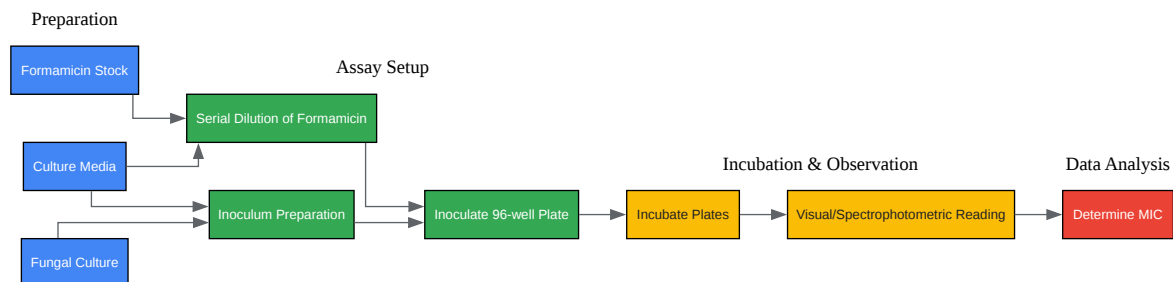 Preparation
Formamicin Stock
Assay Setup
Serial Dilution of Formamicin
Culture Media
Incubation & Observation
Data Analysis
Inoculum Preparation
Inoculate 96-well Plate
Incubate Plates
Visual/Spectrophotometric Reading
Determine MIC
Fungal Culture